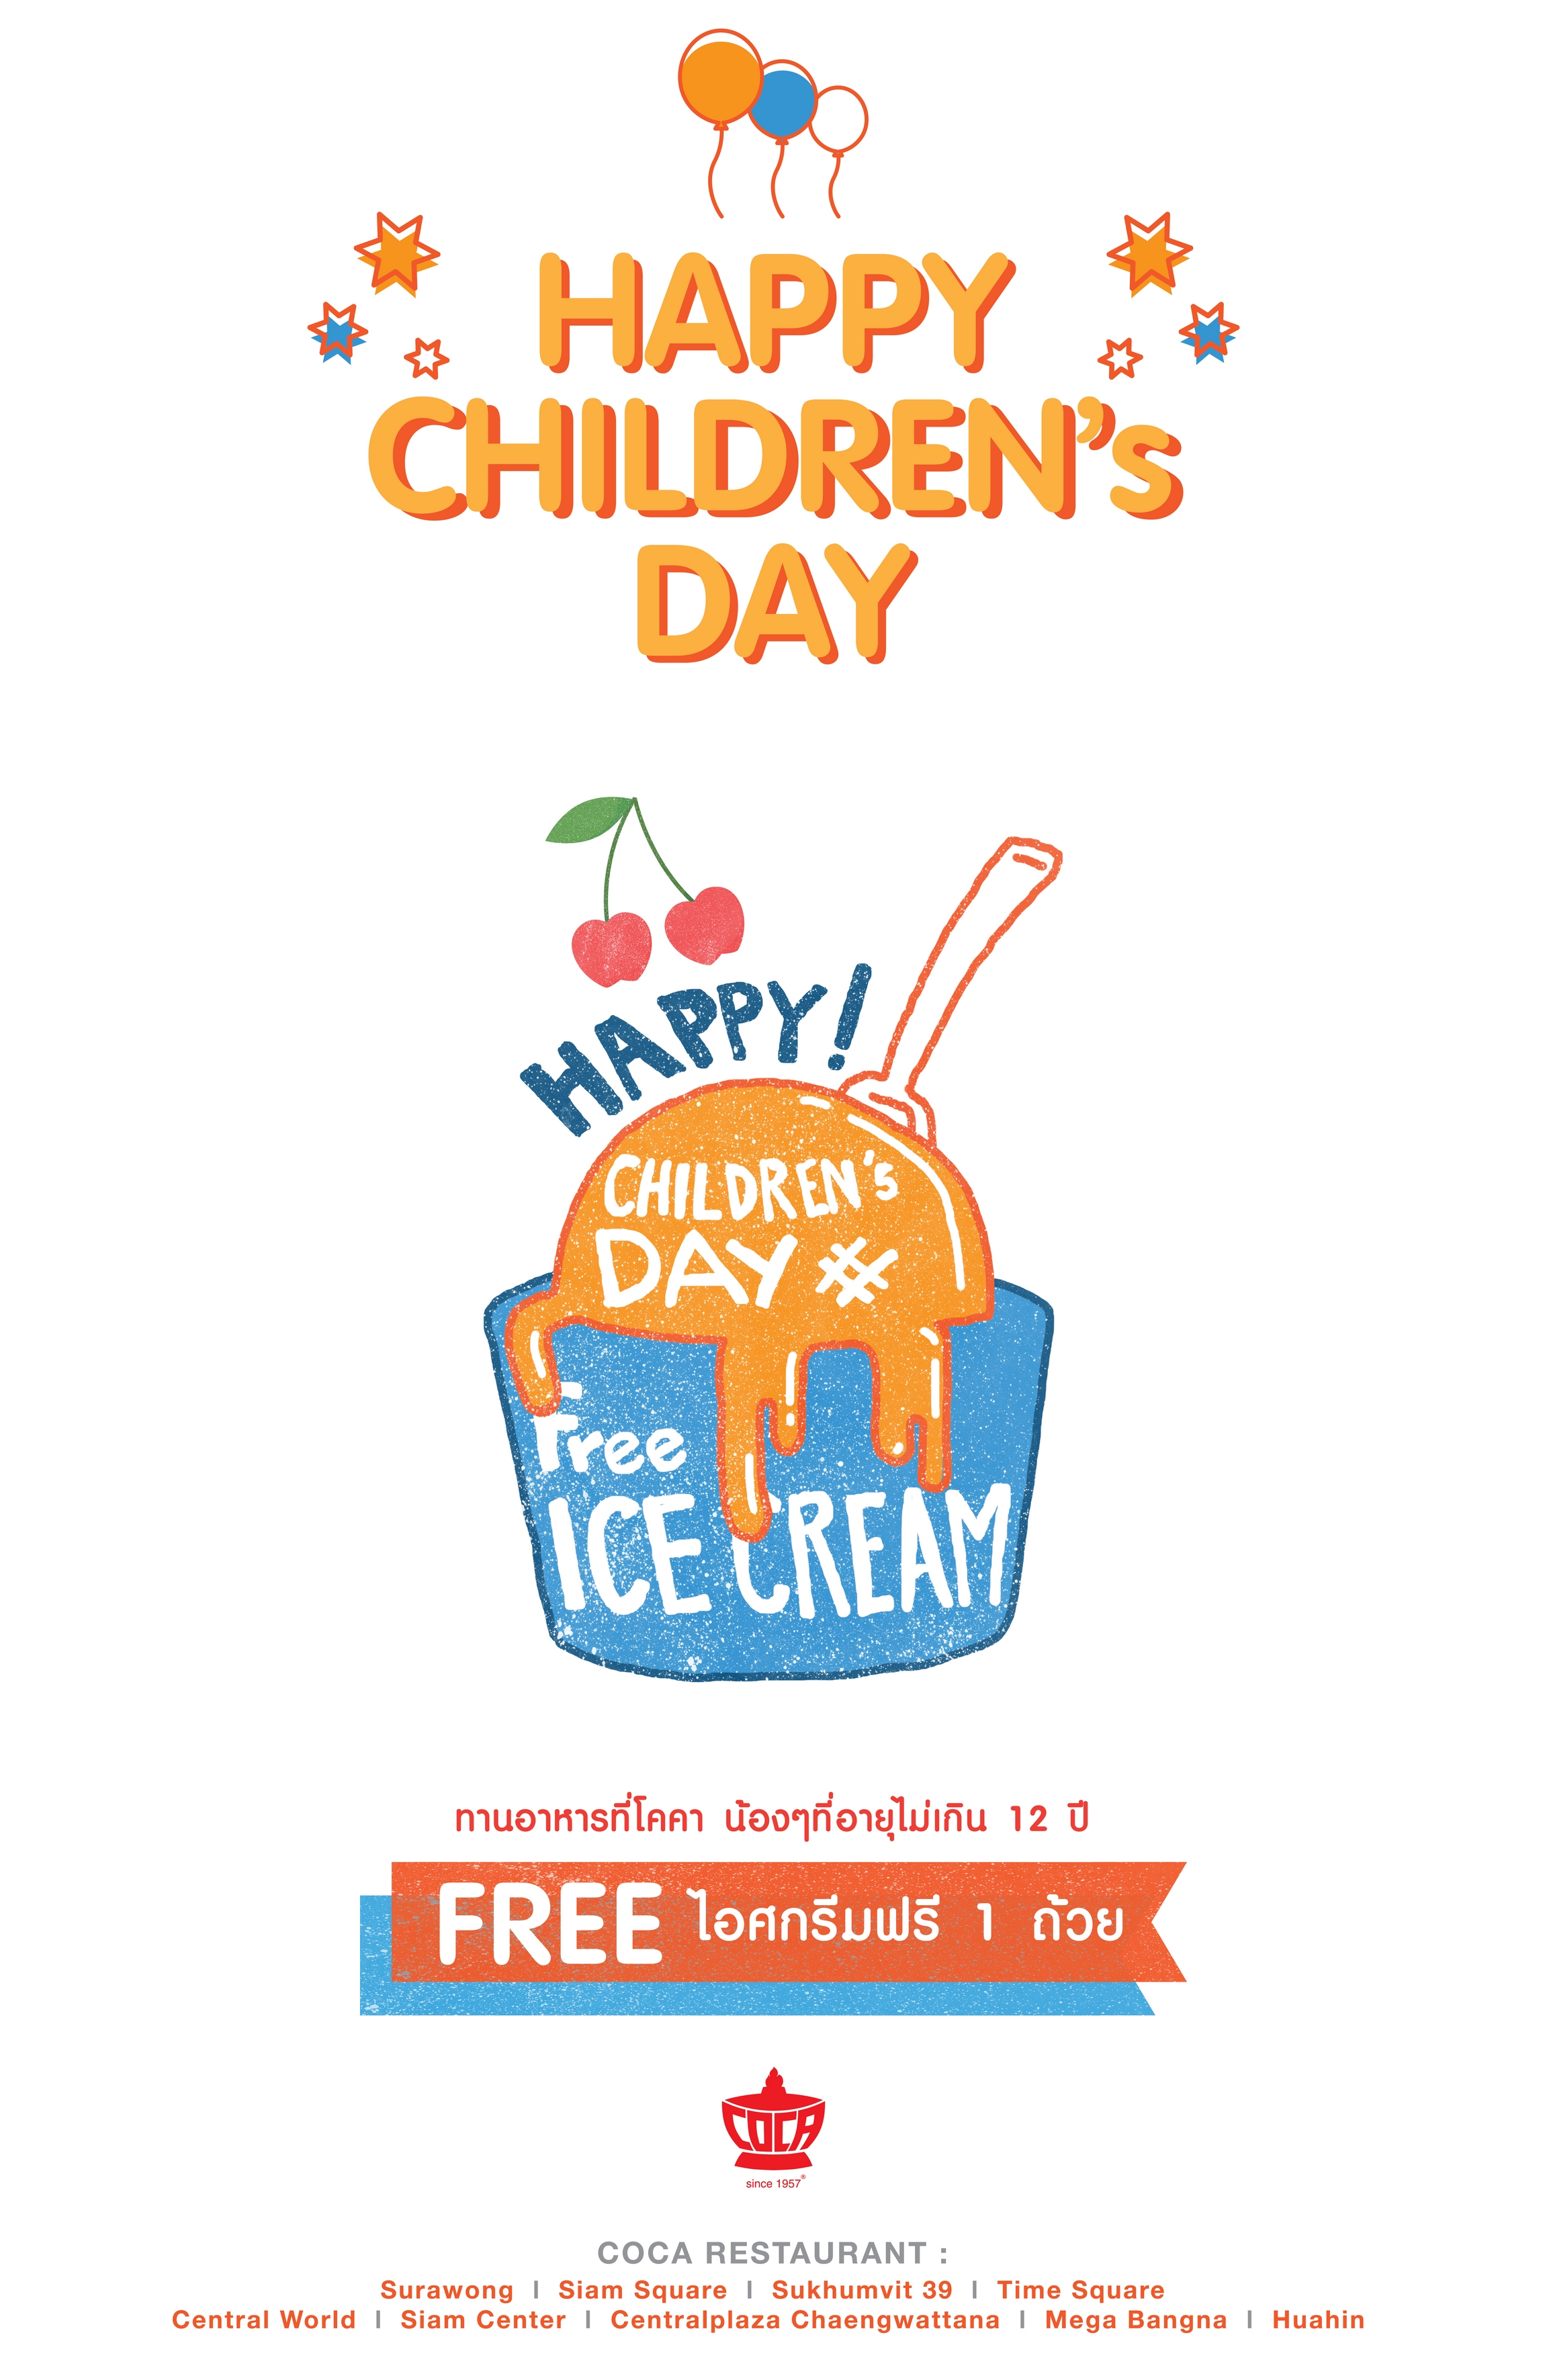 HAPPY
CHILDREN's
DAY
HAPPY!
CHILDREN's
DAY #
Free
ICE CREAM
ทานอาหารที่โคคา น้องๆที่อายุไม่เกิน 12 ปี
FREE ไอศกรีมฟรี 1 ถ้วย
COCA
since 1957®
COCA RESTAURANT :
Surawong | Siam Square | Sukhumvit 39 | Time Square
Central World | Siam Center | Centralplaza Chaengwattana | Mega Bangna | Huahin